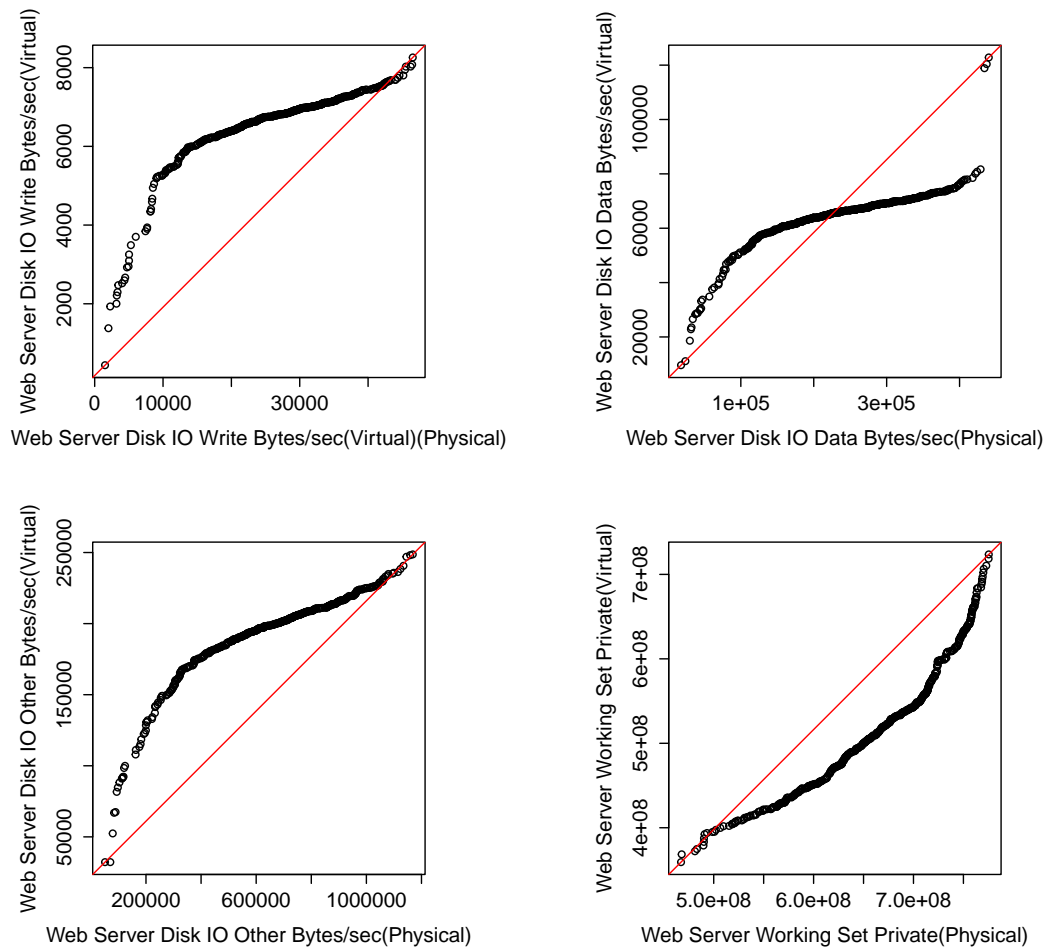 Web Server Disk IO Write Bytes/sec(Virtual)
8000
6000
4000
2000
0 10000 30000
Web Server Disk IO Write Bytes/sec(Virtual)(Physical)
Web Server Disk IO Data Bytes/sec(Virtual)
100000
60000
20000
1e+05 3e+05
Web Server Disk IO Data Bytes/sec(Physical)
Web Server Disk IO Other Bytes/sec(Virtual)
250000
150000
50000
200000 600000 1000000
Web Server Disk IO Other Bytes/sec(Physical)
Web Server Working Set Private(Virtual)
7e+08
6e+08
5e+08
4e+08
5.0e+08 6.0e+08 7.0e+08
Web Server Working Set Private(Physical)